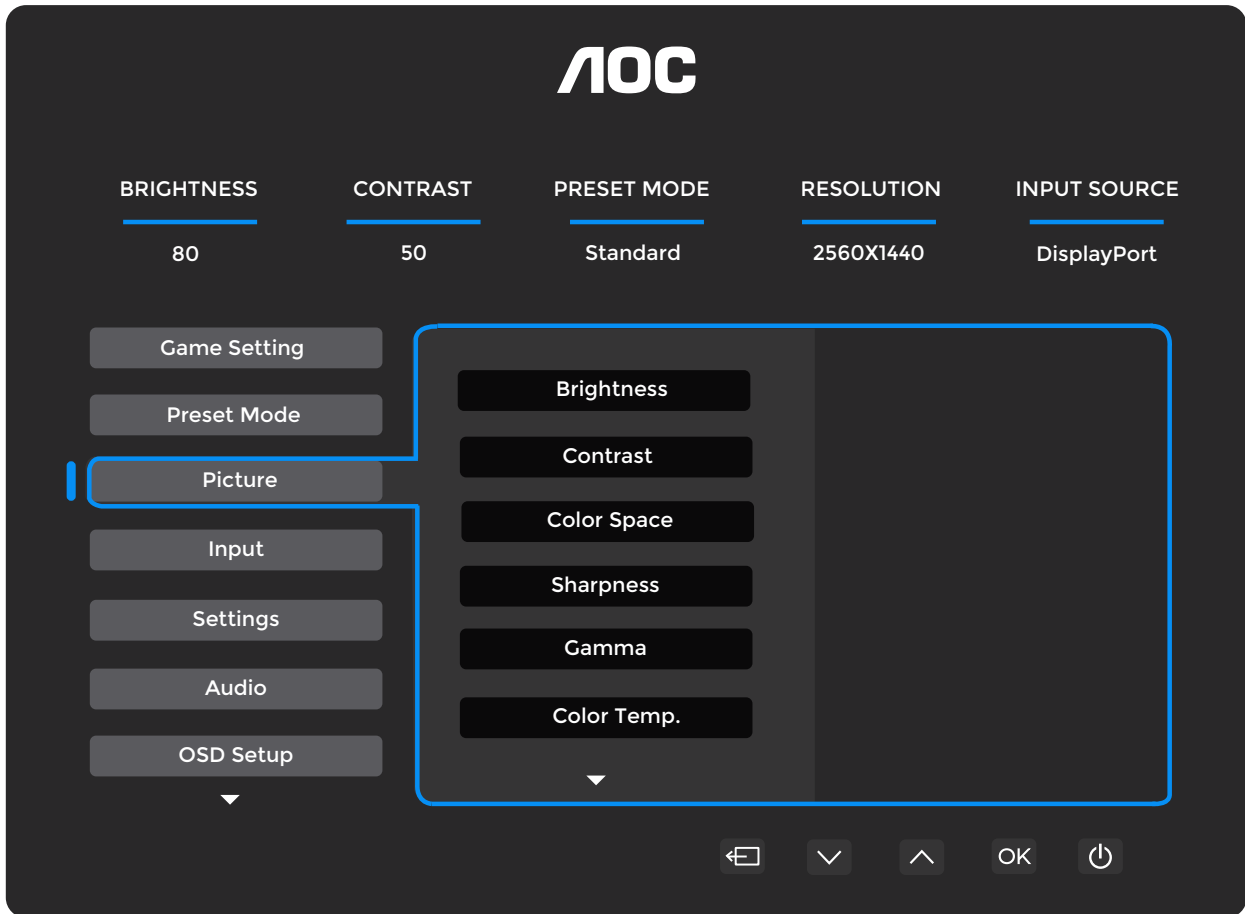 AOC
BRIGHTNESS CONTRAST PRESET MODE RESOLUTION INPUT SOURCE
80 50 Standard 2560X1440 DisplayPort
Game Setting
Preset Mode
Picture
Input
Settings
Audio
OSD Setup
Brightness
Contrast
Color Space
Sharpness
Gamma
Color Temp.
OK